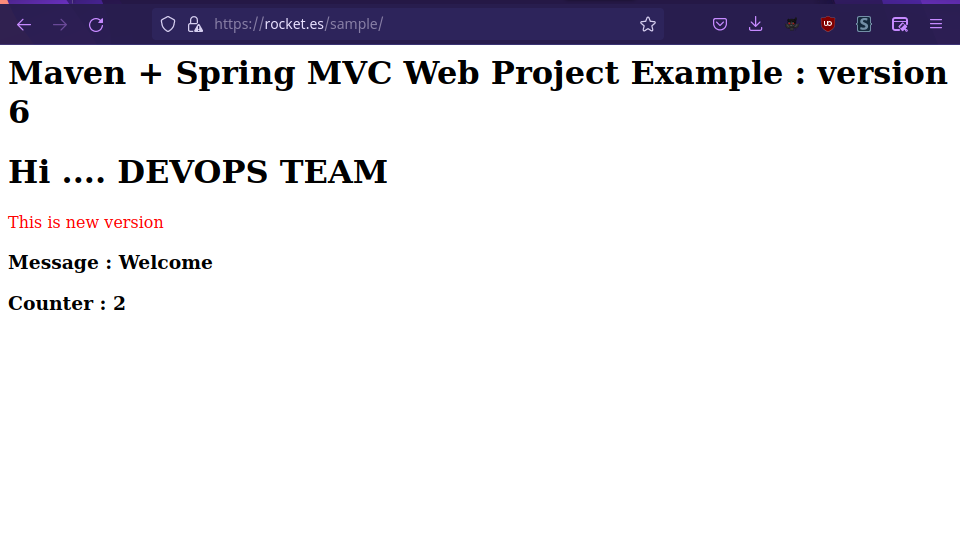 https://rocket.es/sample/
Maven + Spring MVC Web Project Example : version
6
Hi .... DEVOPS TEAM
This is new version
Message : Welcome
Counter : 2